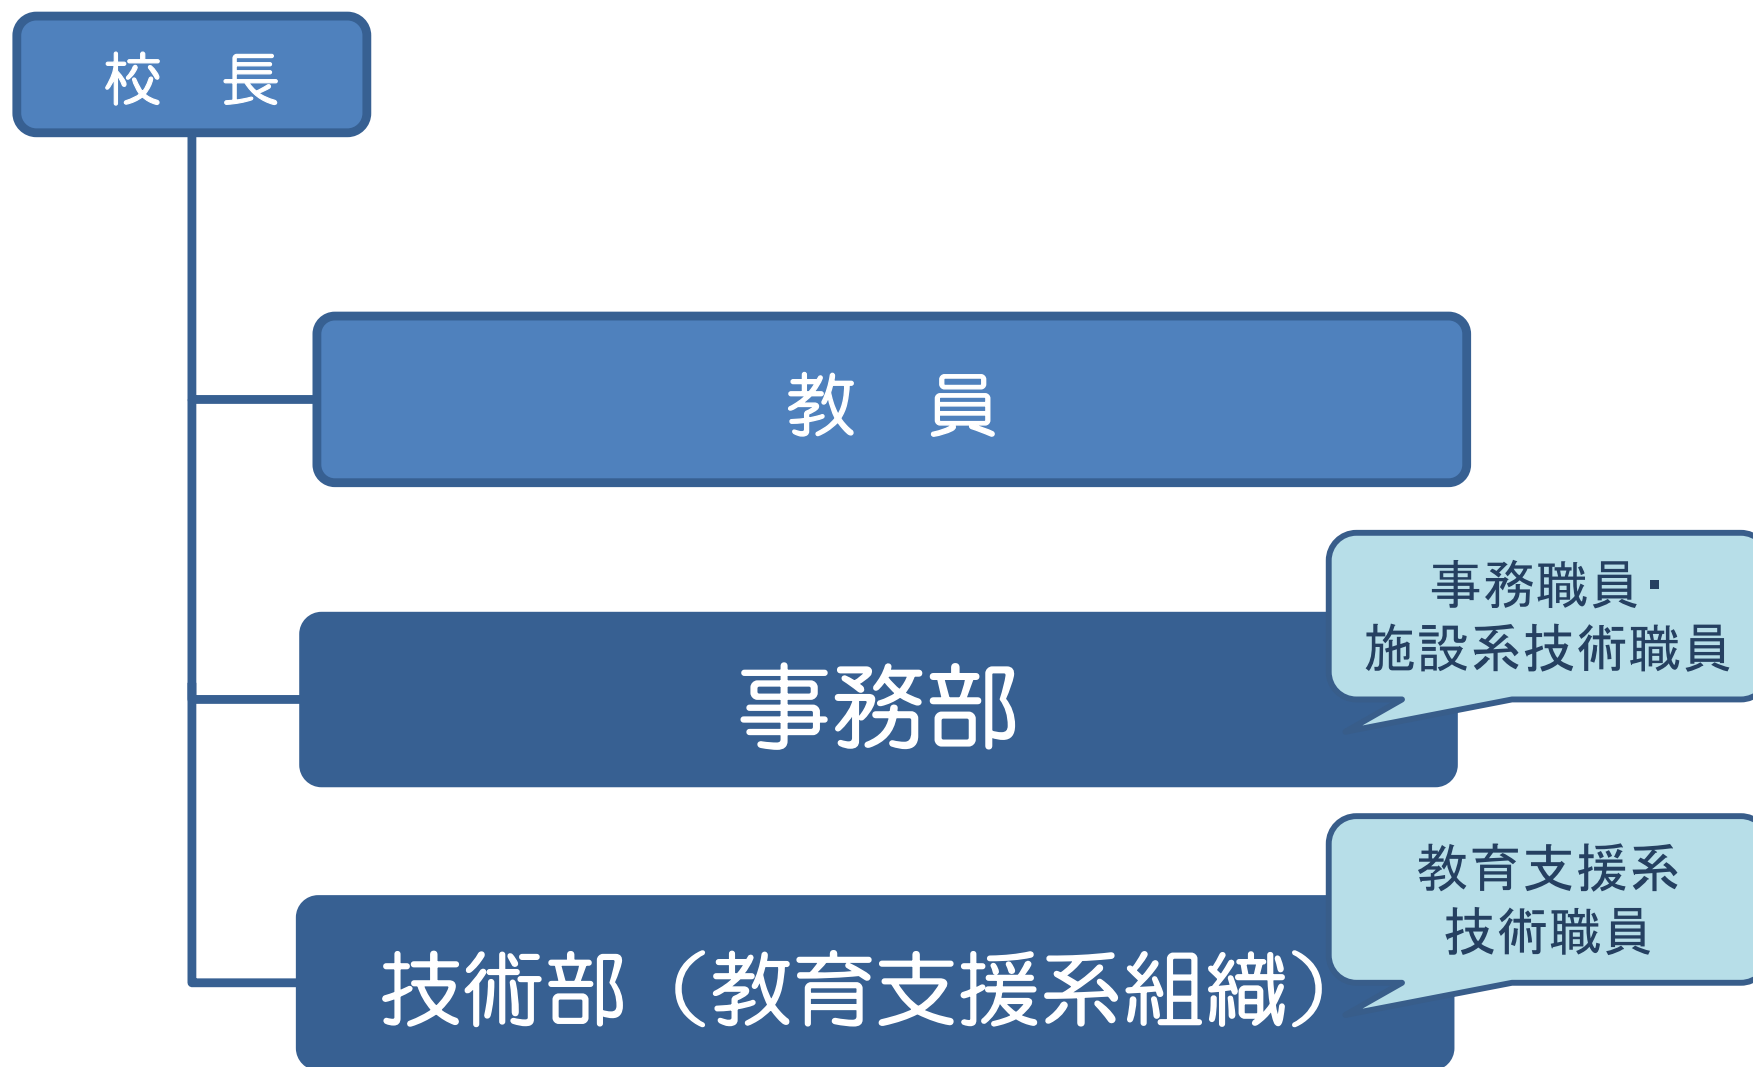 校　長
教　員
事務職員・
施設系技術職員
事務部
教育支援系
技術職員
技術部（教育支援系組織）